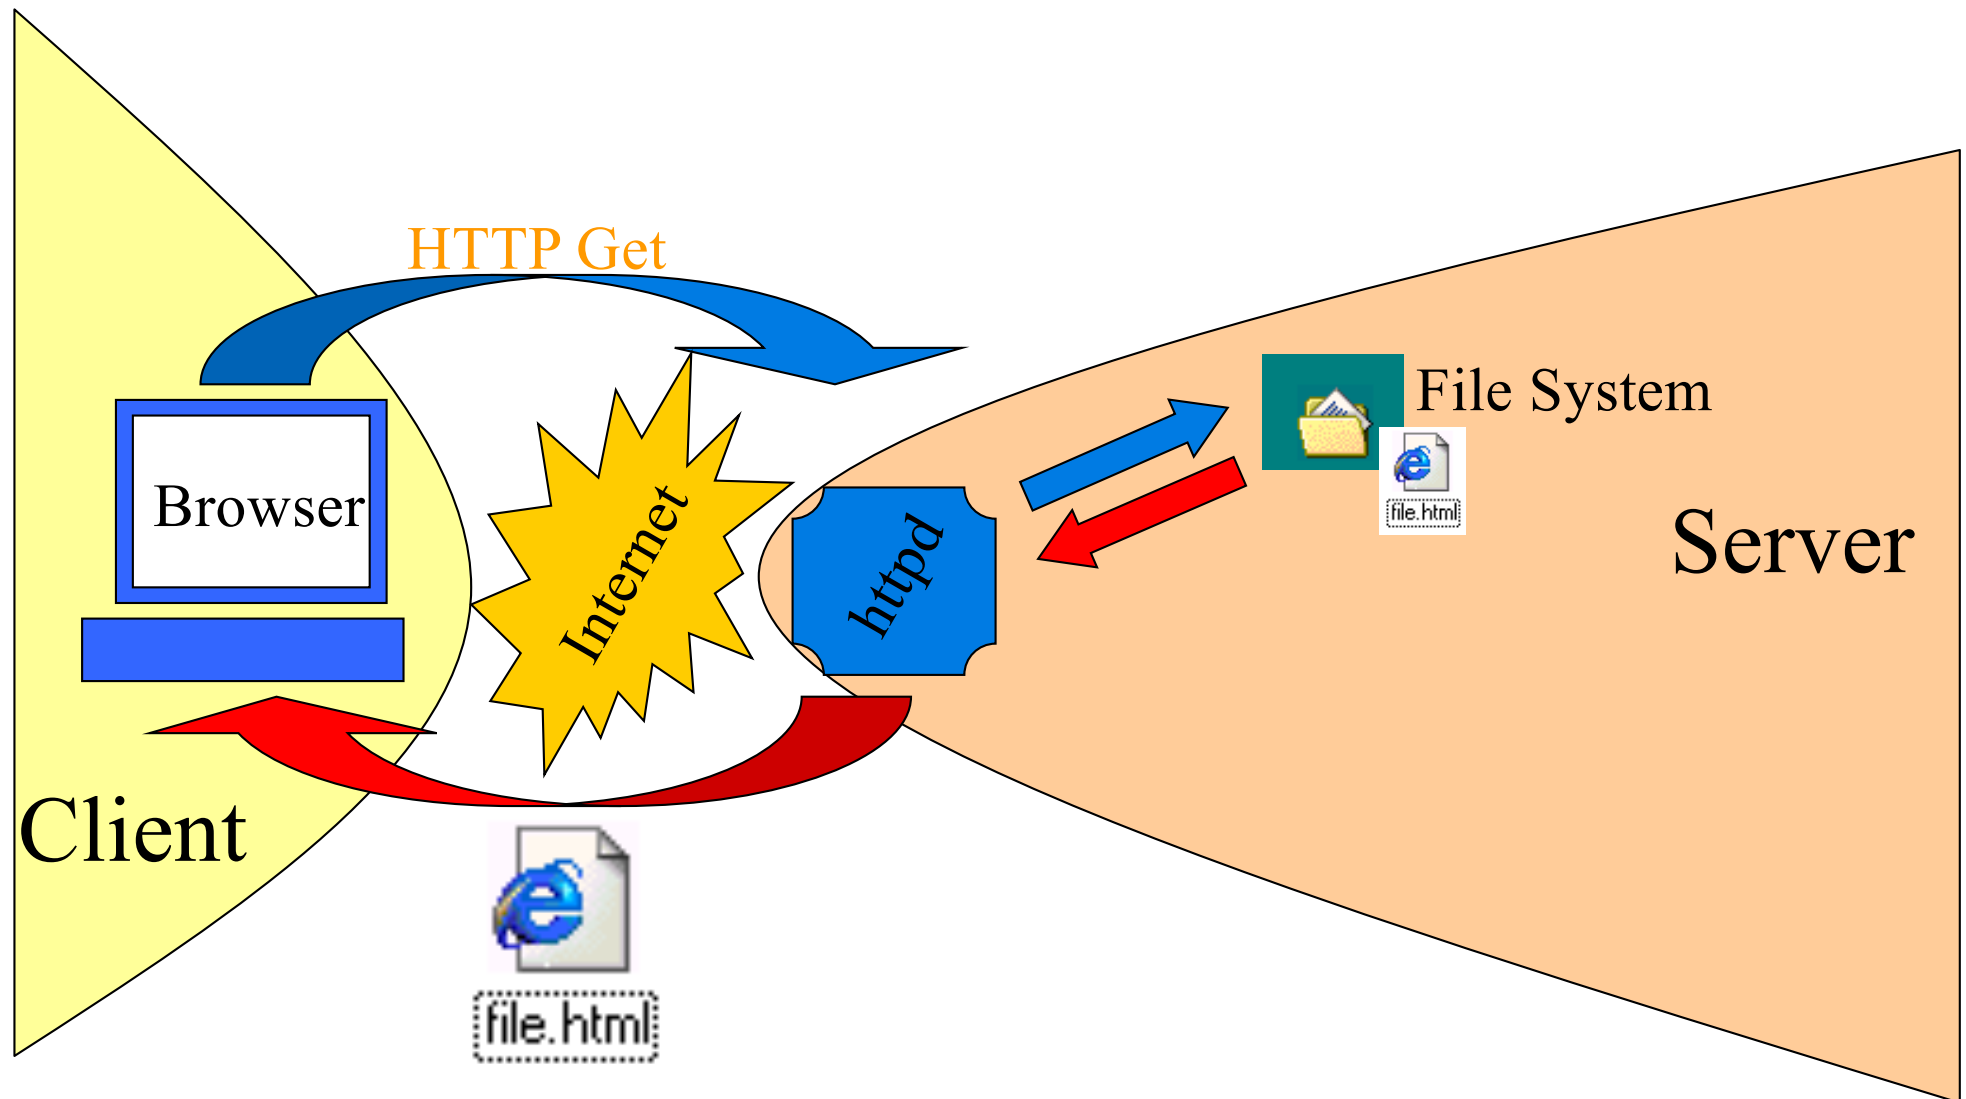 HTTP Get
File System
Browser
Internet
httpd
file.html
Server
Client
file.html